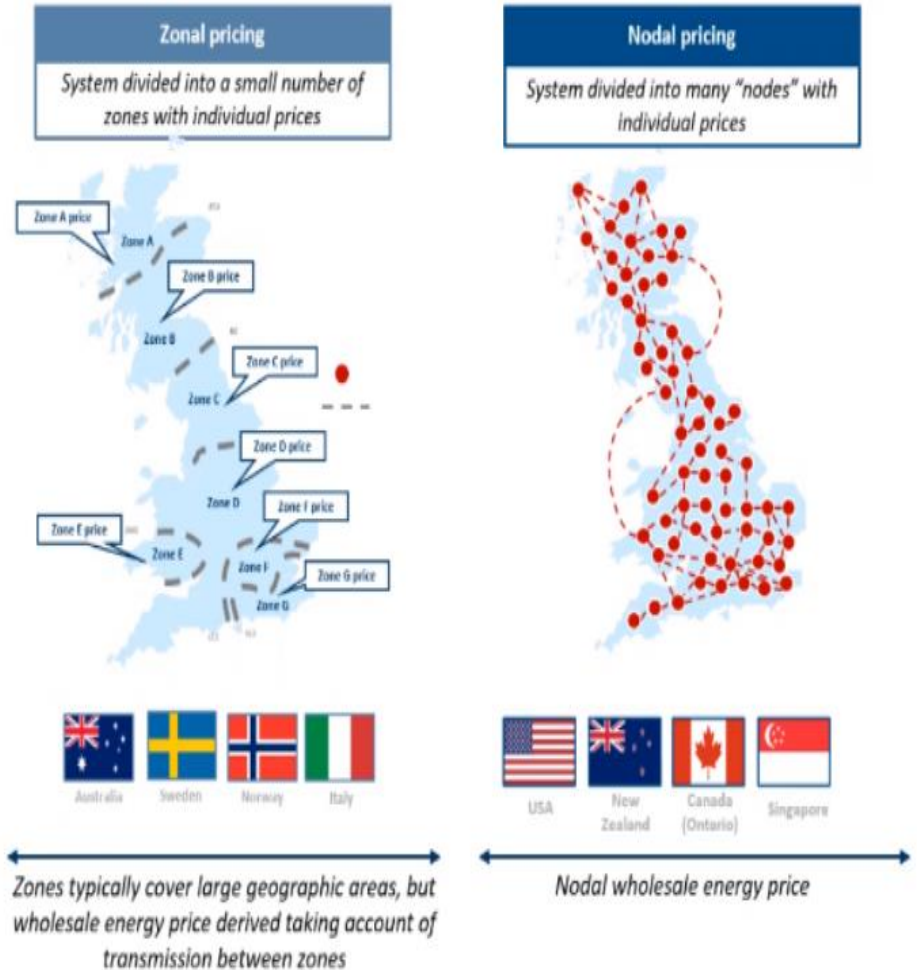 Zonal pricing
System divided into a small number of
zones with individual prices
Zone A price
Zone A
Zone B price
Zone B
Zone C price
Zone C
Zone D price
Zone D
Zone F price
Zone E price
Zone E
Zone F
Zone G price
Zone G
Australia
Sweden
Norway
Italy
Zones typically cover large geographic areas, but
wholesale energy price derived taking account of
transmission between zones
Nodal pricing
System divided into many “nodes” with
individual prices
USA
New
Zealand
Canada
(Ontario)
Singapore
Nodal wholesale energy price